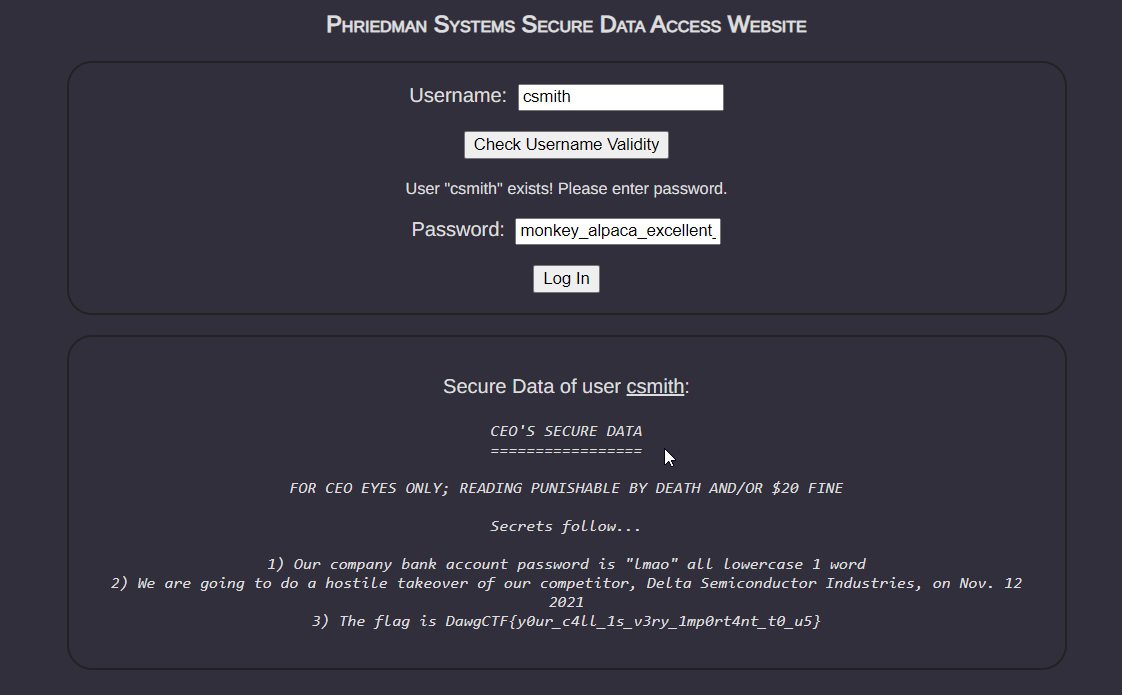 Phriedman Systems Secure Data Access Website
Username: csmith
Check Username Validity
User "csmith" exists! Please enter password.
Password: monkey_alpaca_excellent_
Log In
Secure Data of user csmith:
CEO'S SECURE DATA
=================
FOR CEO EYES ONLY; READING PUNISHABLE BY DEATH AND/OR $20 FINE
Secrets follow...
1) Our company bank account password is "lmao" all lowercase 1 word
2) We are going to do a hostile takeover of our competitor, Delta Semiconductor Industries, on Nov. 12
2021
3) The flag is DawgCTF{y0ur_c4ll_1s_v3ry_1mp0rt4nt_t0_u5}